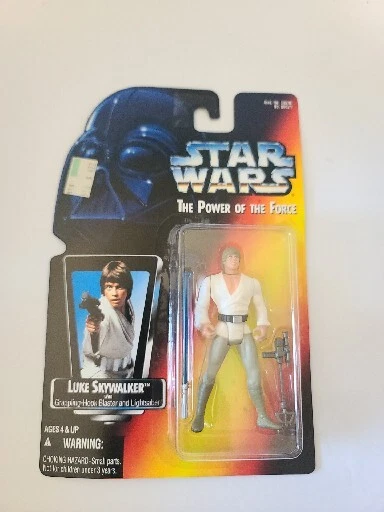 STAR
WARS
THE POWER OF THE FORCE
LUKE SKYWALKER™
with
Grappling-Hook Blaster and Lightsaber
AGES 4 & UP
⚠ WARNING:
CHOKING HAZARD-Small parts.
Not for children under 3 years.